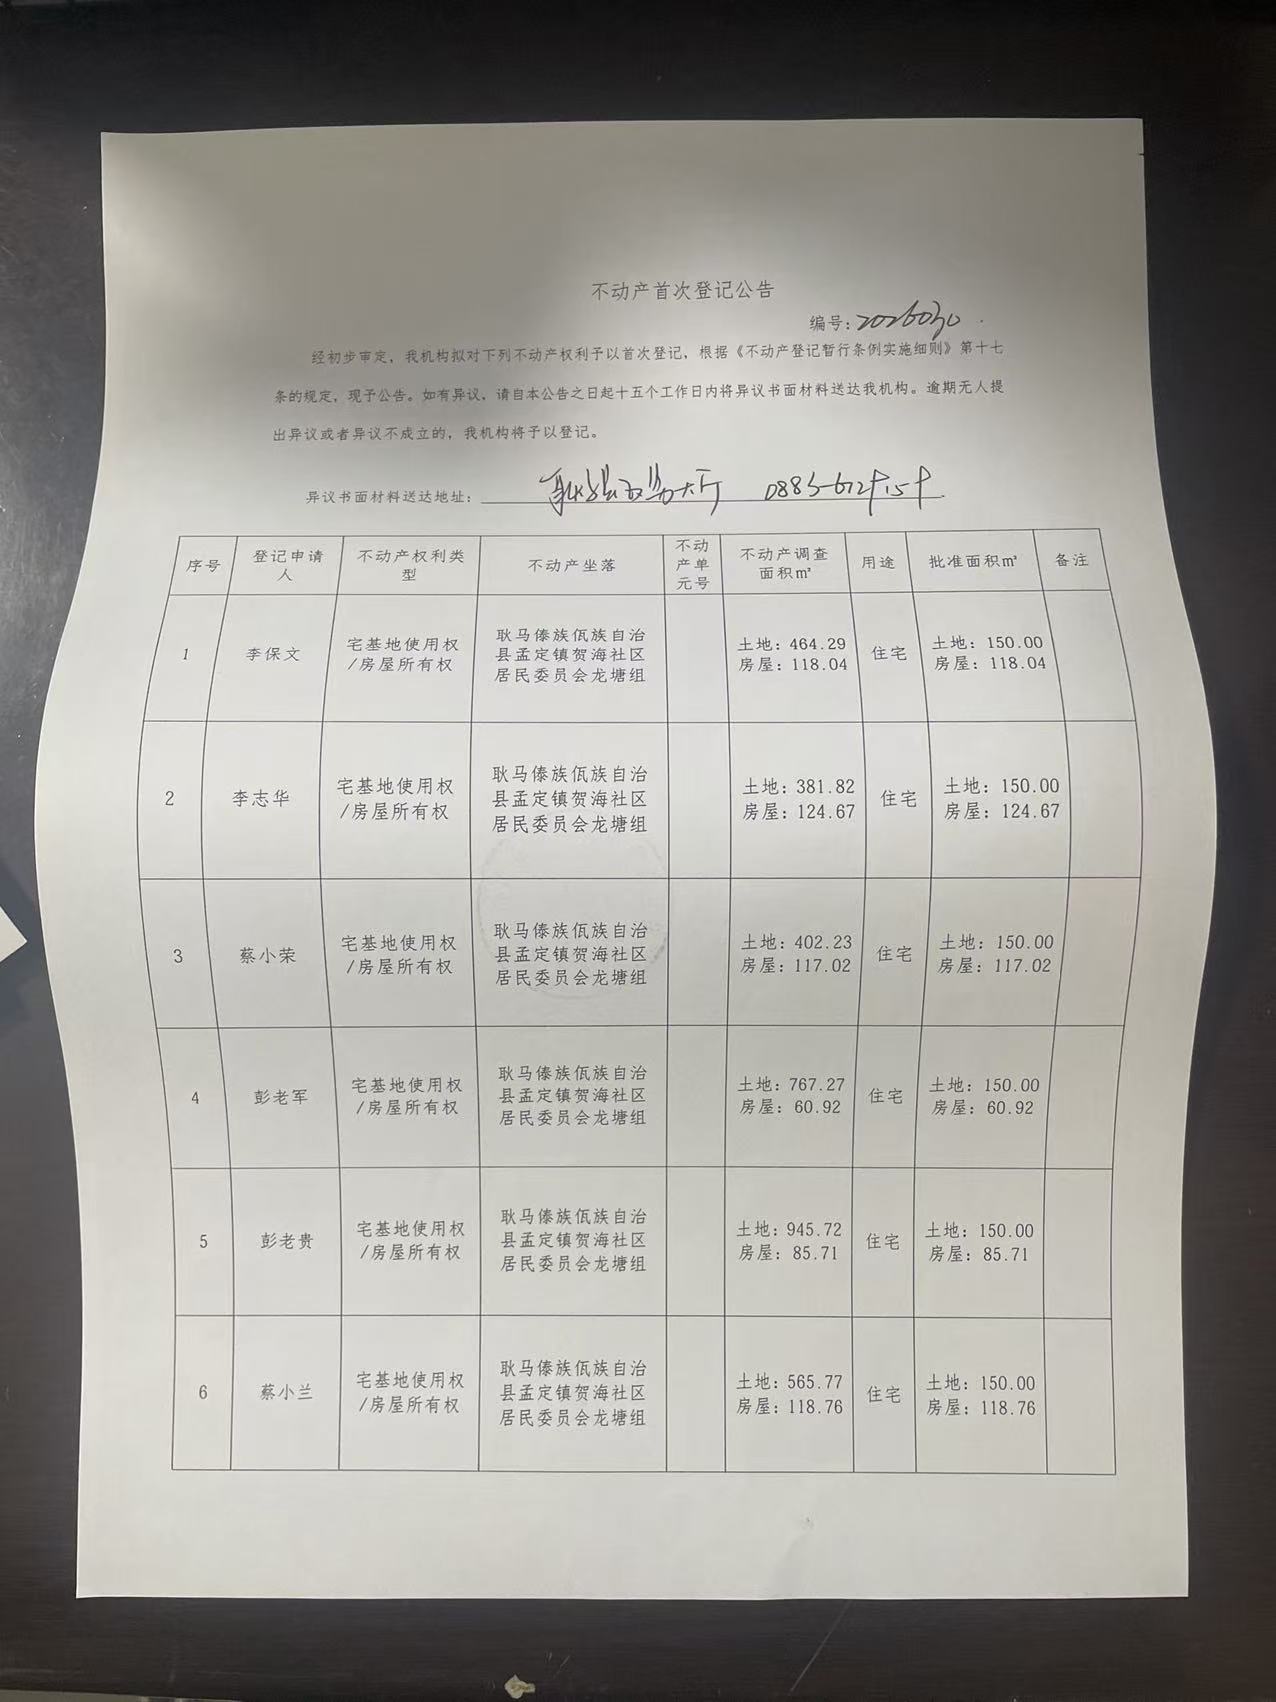 不动产首次登记公告
编号：2026030
经初步审定，我机构拟对下列不动产权利予以首次登记，根据《不动产登记暂行条例实施细则》第十七
条的规定，现予公告。如有异议，请自本公告之日起十五个工作日内将异议书面材料送达我机构。逾期无人提
出异议或者异议不成立的，我机构将予以登记。
异议书面材料送达地址：耿马县政务大厅 0883-6124154
序号 登记申请人 不动产权利类型 不动产坐落 不动产单元号 不动产调查面积㎡ 用途 批准面积㎡ 备注
1 李保文 宅基地使用权/房屋所有权 耿马傣族佤族自治县孟定镇贺海社区居民委员会龙塘组 土地：464.29 房屋：118.04 住宅 土地：150.00 房屋：118.04
2 李志华 宅基地使用权/房屋所有权 耿马傣族佤族自治县孟定镇贺海社区居民委员会龙塘组 土地：381.82 房屋：124.67 住宅 土地：150.00 房屋：124.67
3 蔡小荣 宅基地使用权/房屋所有权 耿马傣族佤族自治县孟定镇贺海社区居民委员会龙塘组 土地：402.23 房屋：117.02 住宅 土地：150.00 房屋：117.02
4 彭老军 宅基地使用权/房屋所有权 耿马傣族佤族自治县孟定镇贺海社区居民委员会龙塘组 土地：767.27 房屋：60.92 住宅 土地：150.00 房屋：60.92
5 彭老贵 宅基地使用权/房屋所有权 耿马傣族佤族自治县孟定镇贺海社区居民委员会龙塘组 土地：945.72 房屋：85.71 住宅 土地：150.00 房屋：85.71
6 蔡小兰 宅基地使用权/房屋所有权 耿马傣族佤族自治县孟定镇贺海社区居民委员会龙塘组 土地：565.77 房屋：118.76 住宅 土地：150.00 房屋：118.76